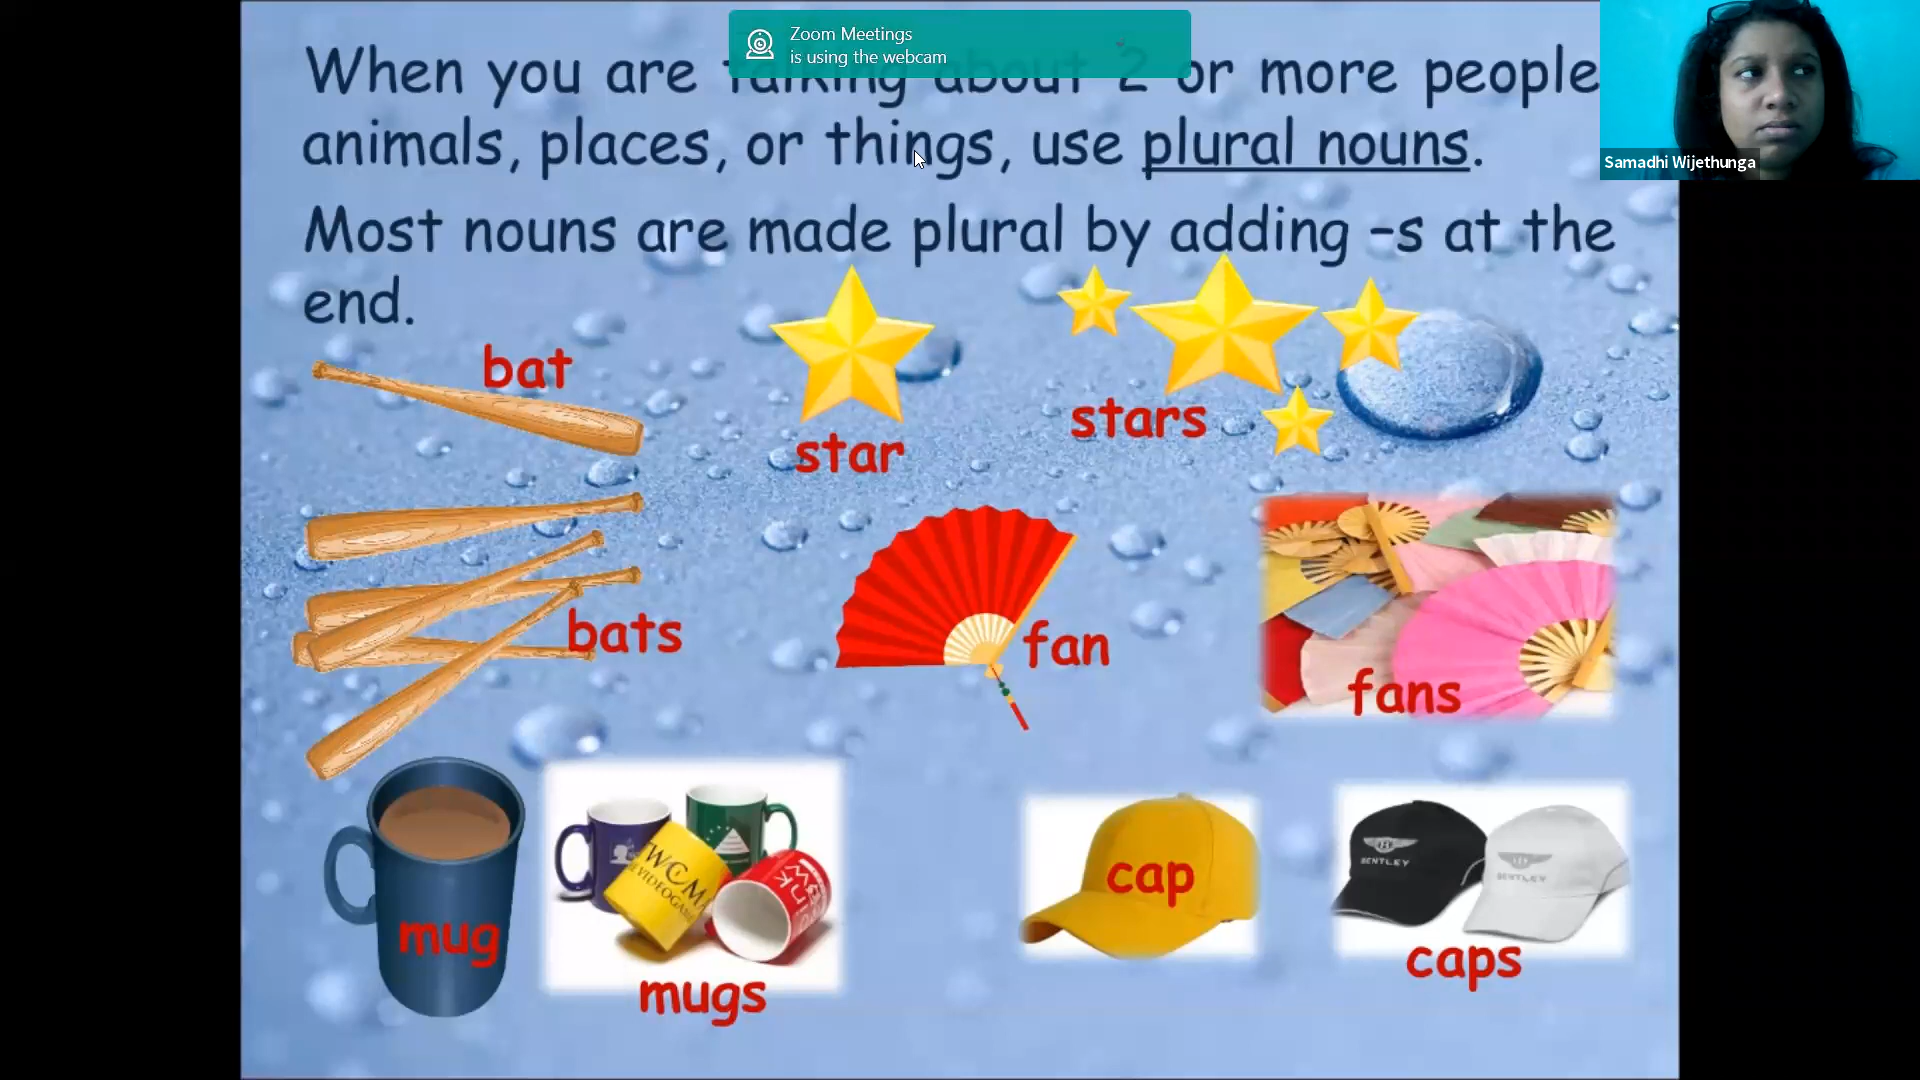 Zoom Meetings
is using the webcam
When you are talking about 2 or more people
animals, places, or things, use plural nouns.
Samadhi Wijethunga
Most nouns are made plural by adding –s at the
end.
bat
star
stars
bats
fan
fans
mug
mugs
cap
BENTLEY
BENTLEY
caps